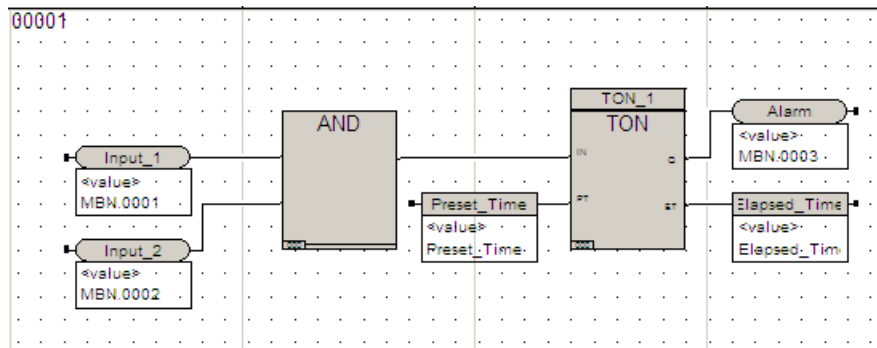 00001
TON_1
AND
TON
Alarm
<value>
MBN.0003
Input_1
<value>
MBN.0001
IN
Q
Preset_Time
<value>
Preset_Time
PT
ET
Elapsed_Time
<value>
Elapsed_Tim
Input_2
<value>
MBN.0002